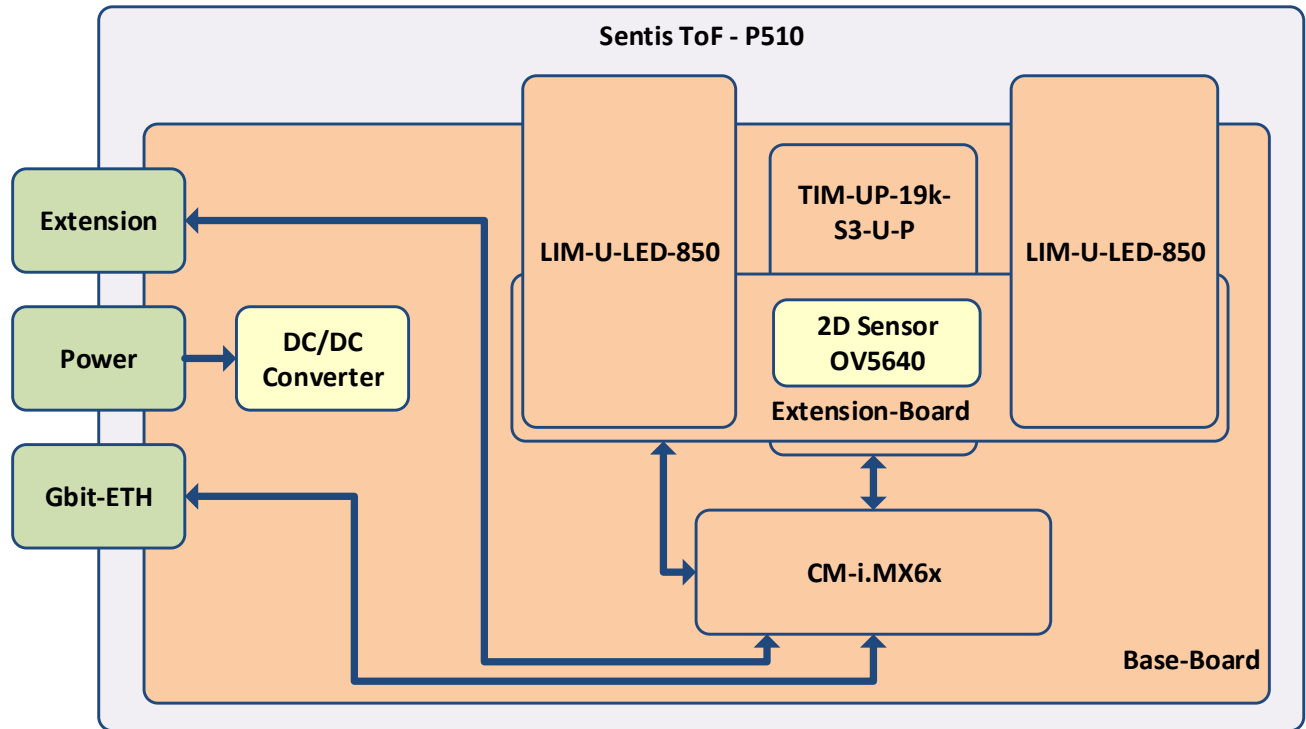 Sentis ToF - P510
Extension
LIM-U-LED-850
TIM-UP-19k-
S3-U-P
LIM-U-LED-850
Power
DC/DC
Converter
2D Sensor
OV5640
Extension-Board
Gbit-ETH
CM-i.MX6x
Base-Board